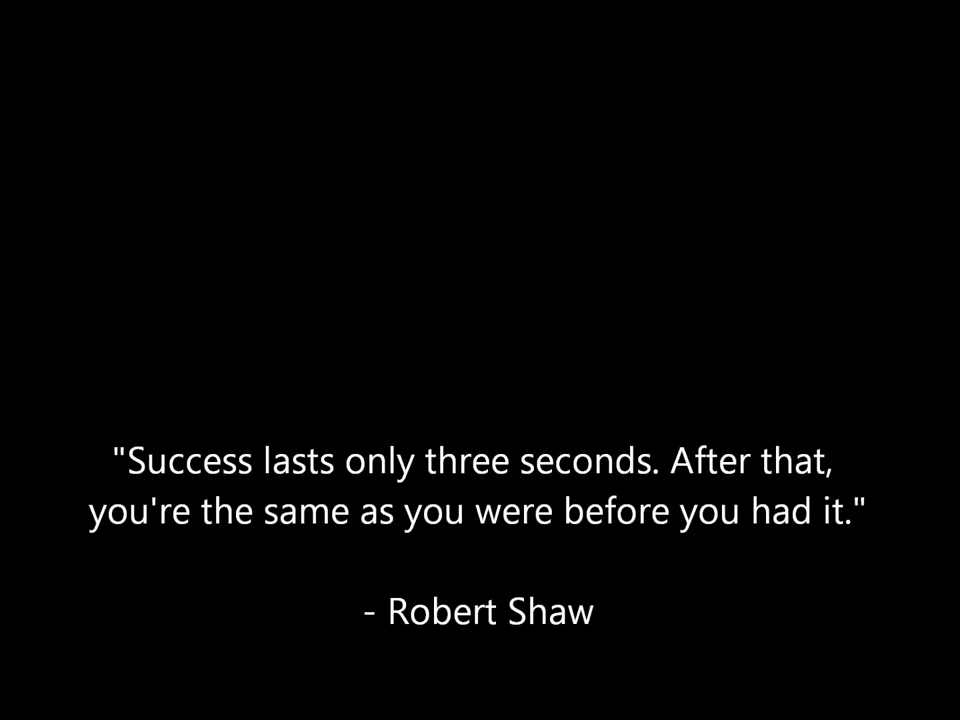 "Success lasts only three seconds. After that,
you're the same as you were before you had it."
- Robert Shaw